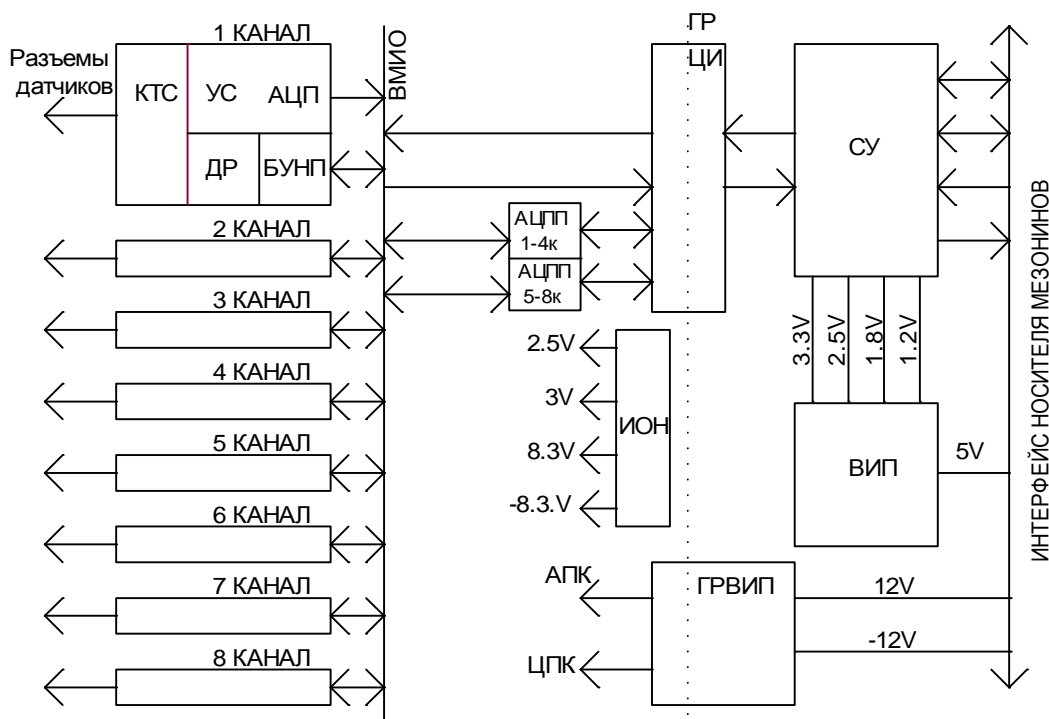 1 КАНАЛ
Разъемы
датчиков
КТС
УС
АЦП
ДР
БУНП
2 КАНАЛ
3 КАНАЛ
4 КАНАЛ
5 КАНАЛ
6 КАНАЛ
7 КАНАЛ
8 КАНАЛ
ВМИО
ГР
ЦИ
АЦПП
1-4к
АЦПП
5-8к
2.5V
3V
8.3V
-8.3.V
ИОН
АПК
ЦПК
ГРВИП
СУ
3.3V
2.5V
1.8V
1.2V
ВИП
5V
12V
-12V
ИНТЕРФЕЙС НОСИТЕЛЯ МЕЗОНИНОВ